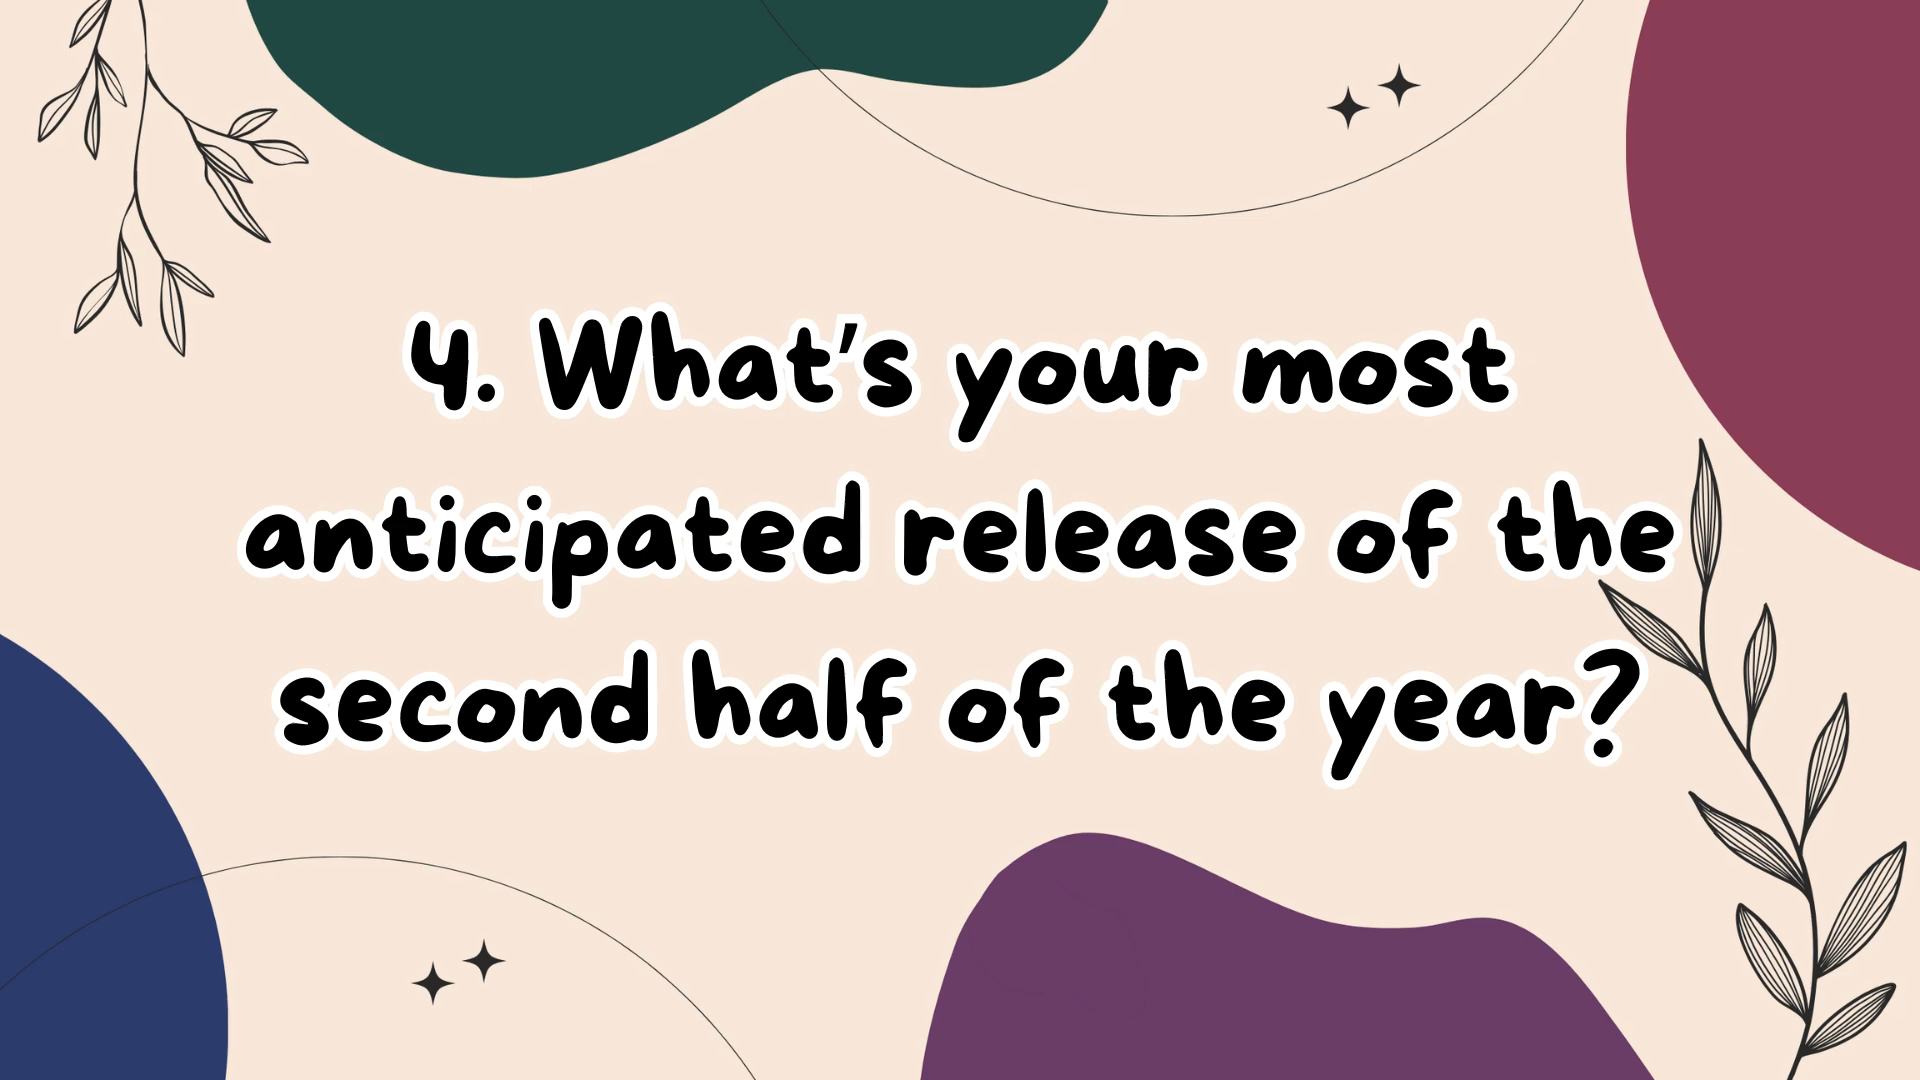 4. What's your most
anticipated release of the
second half of the year?